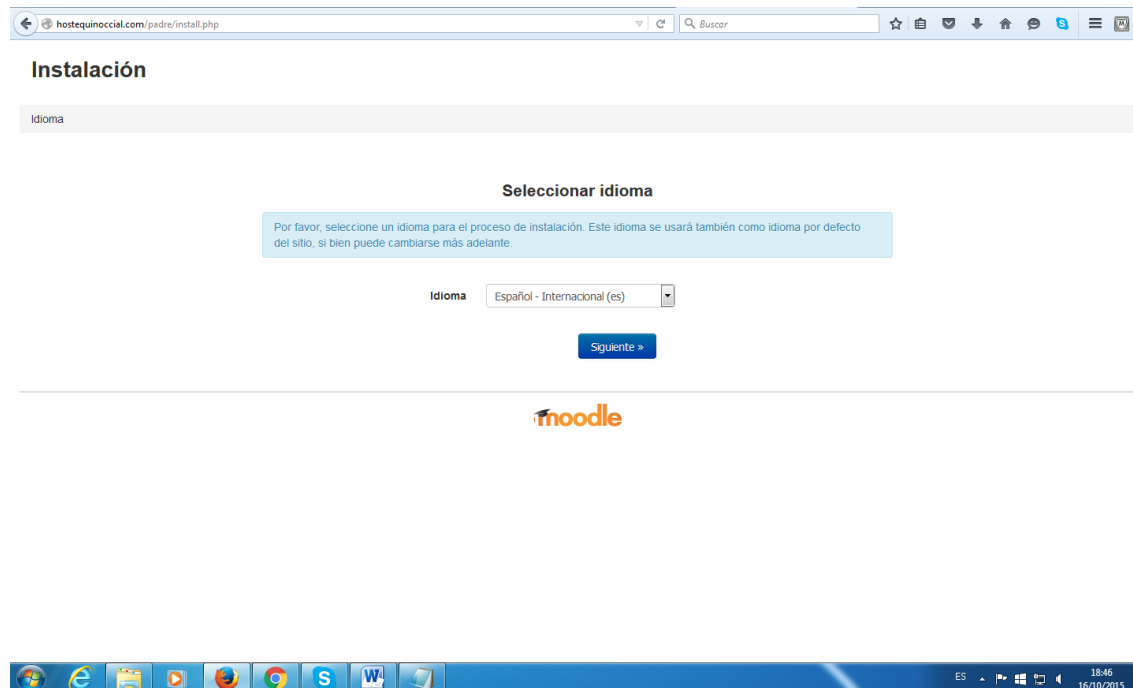 hostequinoccial.com/padre/install.php
Buscar
Instalación
Idioma
Seleccionar idioma
Por favor, seleccione un idioma para el proceso de instalación. Este idioma se usará también como idioma por defecto
del sitio, si bien puede cambiarse más adelante.
Idioma Español - Internacional (es)
Siguiente »
moodle
ES
18:46
16/10/2015